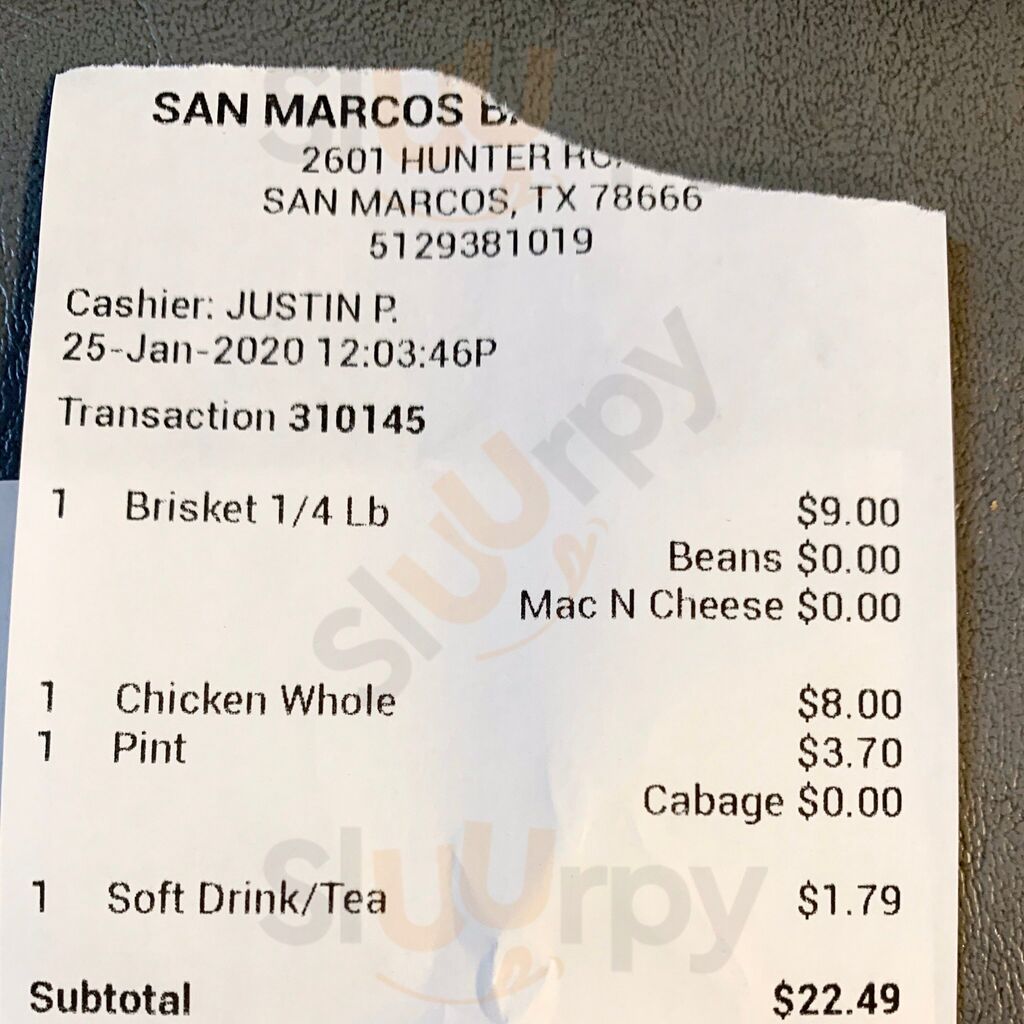 SAN MARCOS
2601 HUNTER
SAN MARCOS, TX 78666
5129381019
Cashier: JUSTIN P.
25-Jan-2020 12:03:46P
Transaction 310145
1 Brisket 1/4 Lb $9.00
Beans $0.00
Mac N Cheese $0.00
1 Chicken Whole $8.00
1 Pint $3.70
Cabage $0.00
1 Soft Drink/Tea $1.79
Subtotal $22.49
Sluurpy
Sluurpy